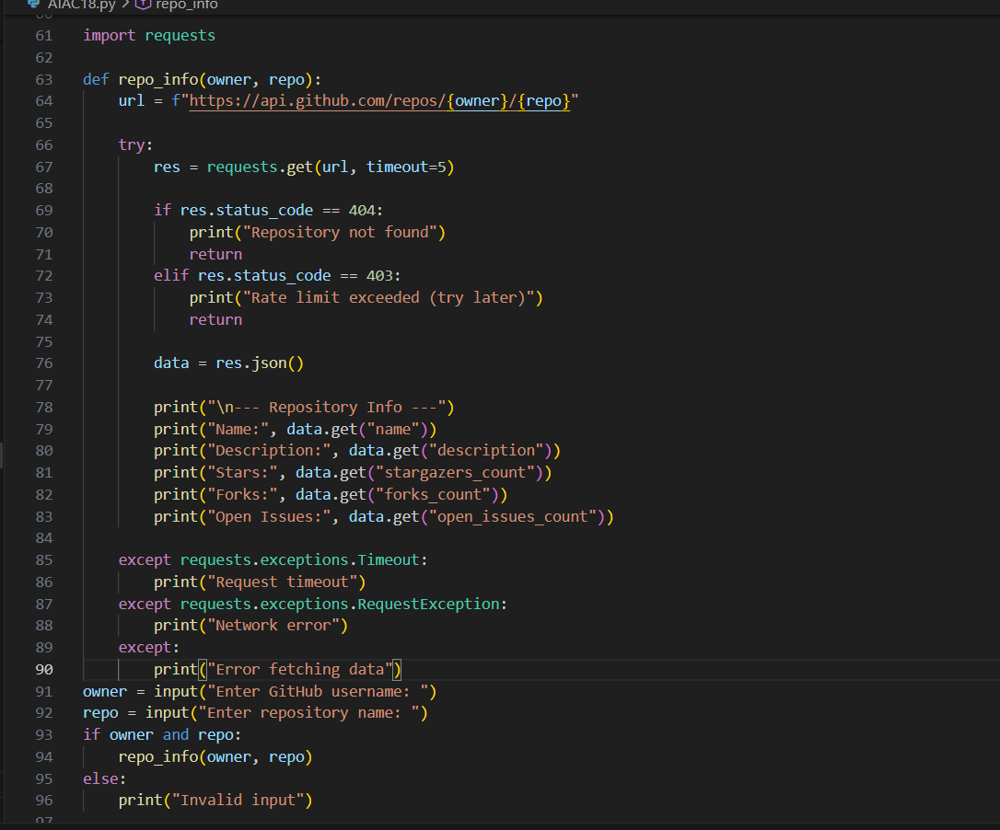 AIAC18.py > repo_info
60
61 import requests
62
63 def repo_info(owner, repo):
64     url = f"https://api.github.com/repos/{owner}/{repo}"
65
66     try:
67         res = requests.get(url, timeout=5)
68
69         if res.status_code == 404:
70             print("Repository not found")
71             return
72         elif res.status_code == 403:
73             print("Rate limit exceeded (try later)")
74             return
75
76         data = res.json()
77
78         print("\n--- Repository Info ---")
79         print("Name:", data.get("name"))
80         print("Description:", data.get("description"))
81         print("Stars:", data.get("stargazers_count"))
82         print("Forks:", data.get("forks_count"))
83         print("Open Issues:", data.get("open_issues_count"))
84
85     except requests.exceptions.Timeout:
86         print("Request timeout")
87     except requests.exceptions.RequestException:
88         print("Network error")
89     except:
90         print("Error fetching data")
91 owner = input("Enter GitHub username: ")
92 repo = input("Enter repository name: ")
93 if owner and repo:
94     repo_info(owner, repo)
95 else:
96     print("Invalid input")
97